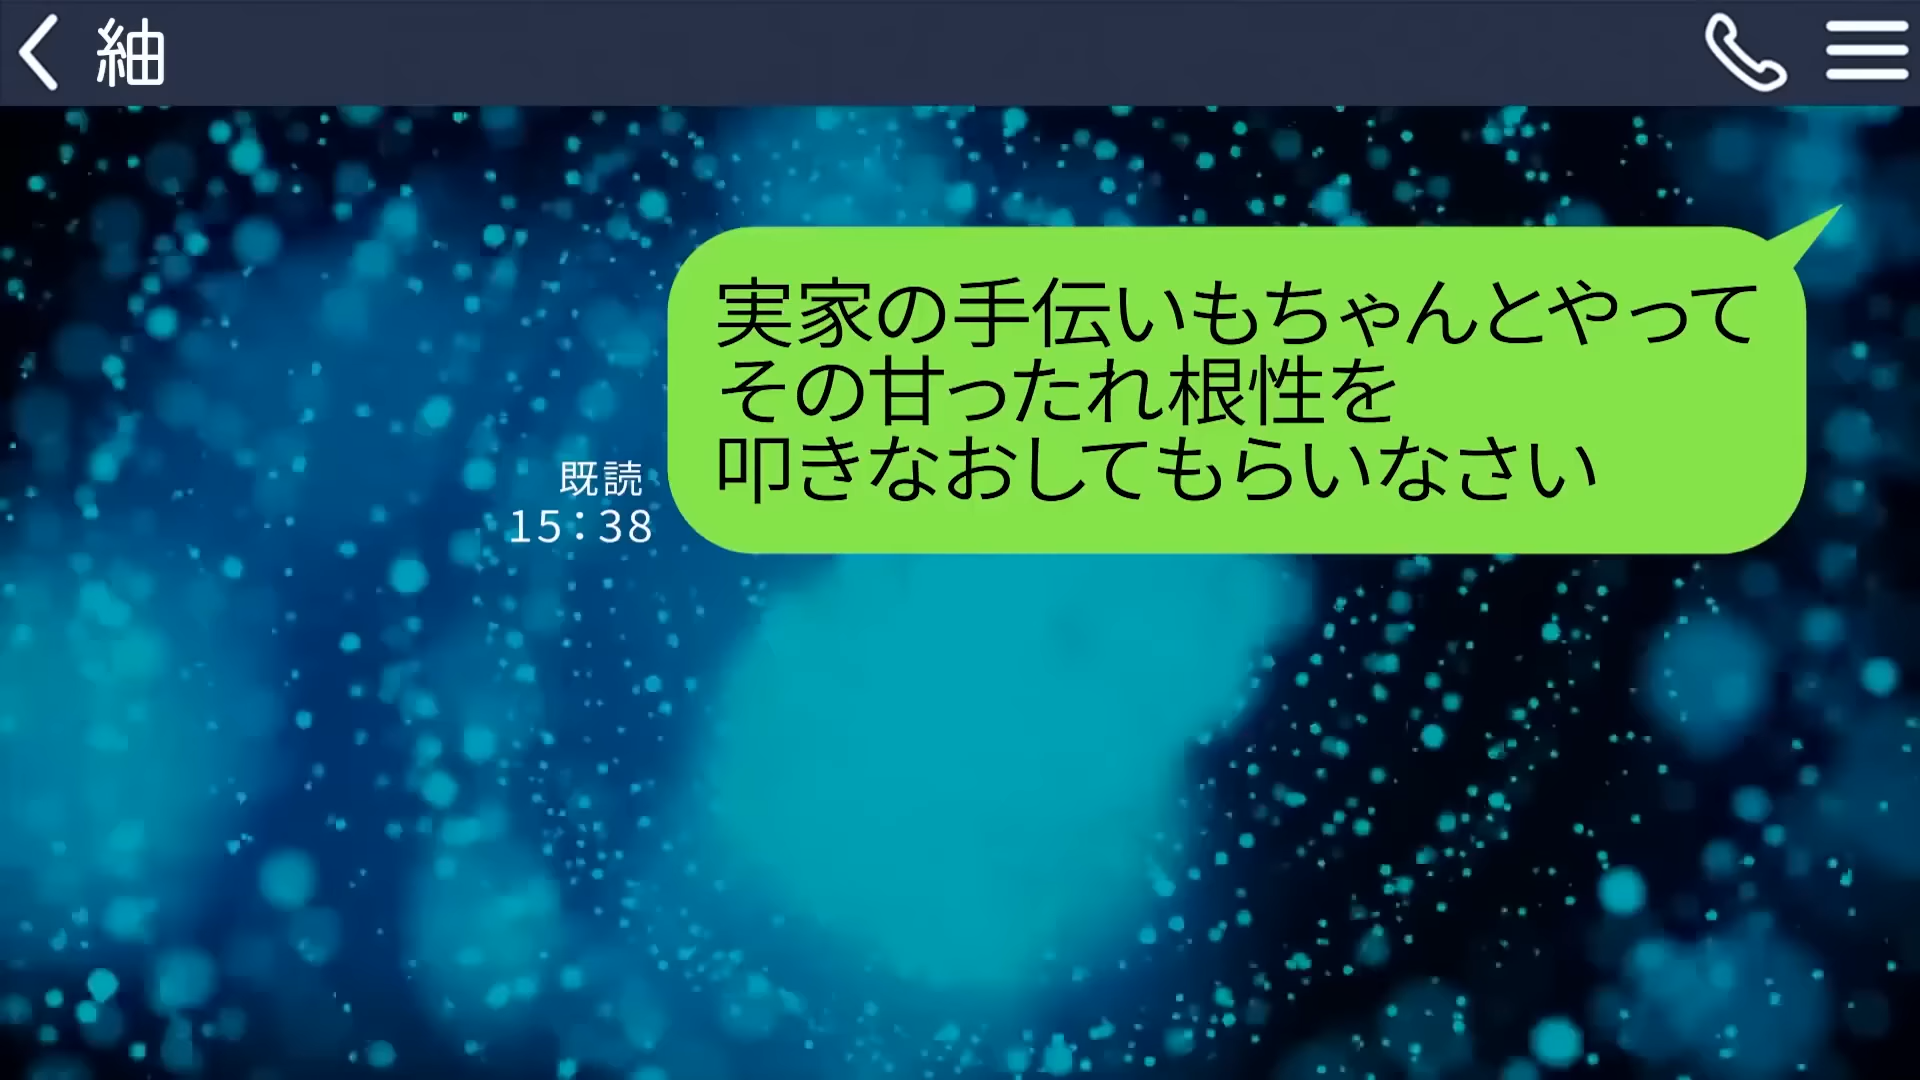 紬
実家の手伝いもちゃんとやって
その甘ったれ根性を
叩きなおしてもらいなさい
既読
15:38